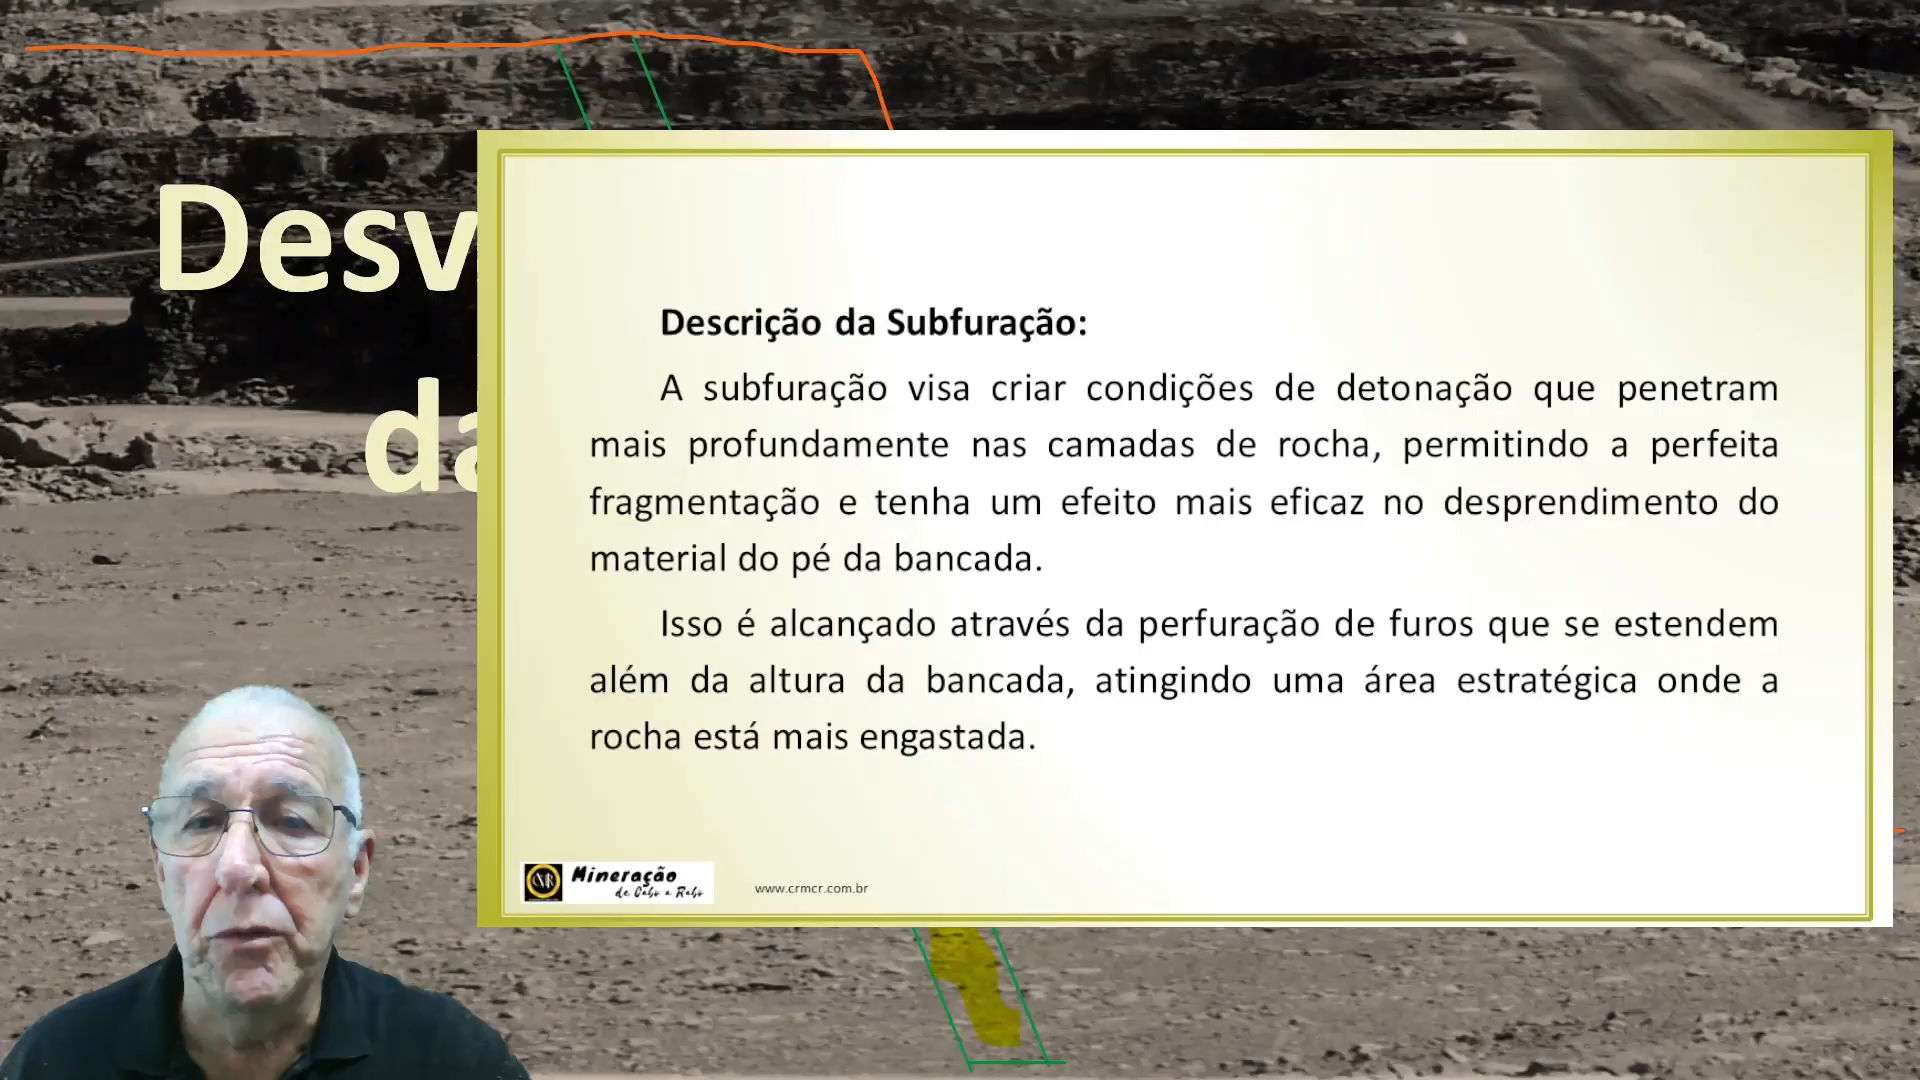 Desv
da
Descrição da Subfuração:
A subfuração visa criar condições de detonação que penetram
mais profundamente nas camadas de rocha, permitindo a perfeita
fragmentação e tenha um efeito mais eficaz no desprendimento do
material do pé da bancada.
Isso é alcançado através da perfuração de furos que se estendem
além da altura da bancada, atingindo uma área estratégica onde a
rocha está mais engastada.
Mineração
de Cabo a Rabo
www.crmcr.com.br